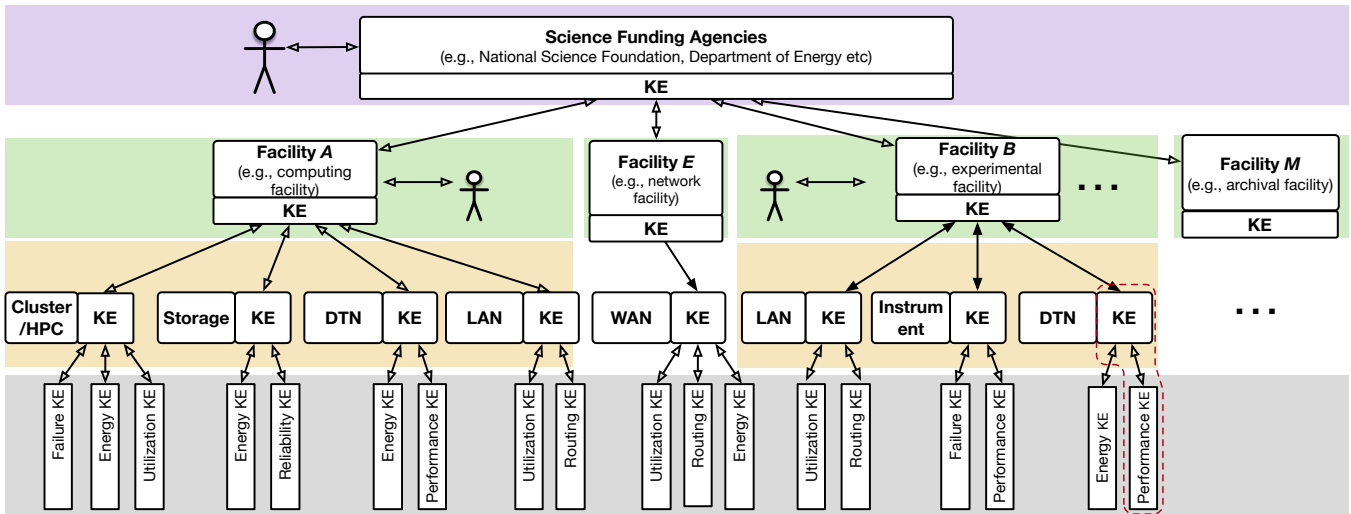 Science Funding Agencies
(e.g., National Science Foundation, Department of Energy etc)
KE
Facility A
(e.g., computing
facility)
KE
Facility E
(e.g., network
facility)
KE
Facility B
(e.g., experimental
facility)
KE
...
Facility M
(e.g., archival facility)
KE
Cluster
/HPC
KE
Storage
KE
DTN
KE
LAN
KE
WAN
KE
LAN
KE
Instrum
ent
KE
DTN
KE
...
Failure KE
Energy KE
Utilization KE
Energy KE
Reliability KE
Energy KE
Performance KE
Utilization KE
Routing KE
Utilization KE
Routing KE
Energy KE
Utilization KE
Routing KE
Failure KE
Performance KE
Energy KE
Performance KE